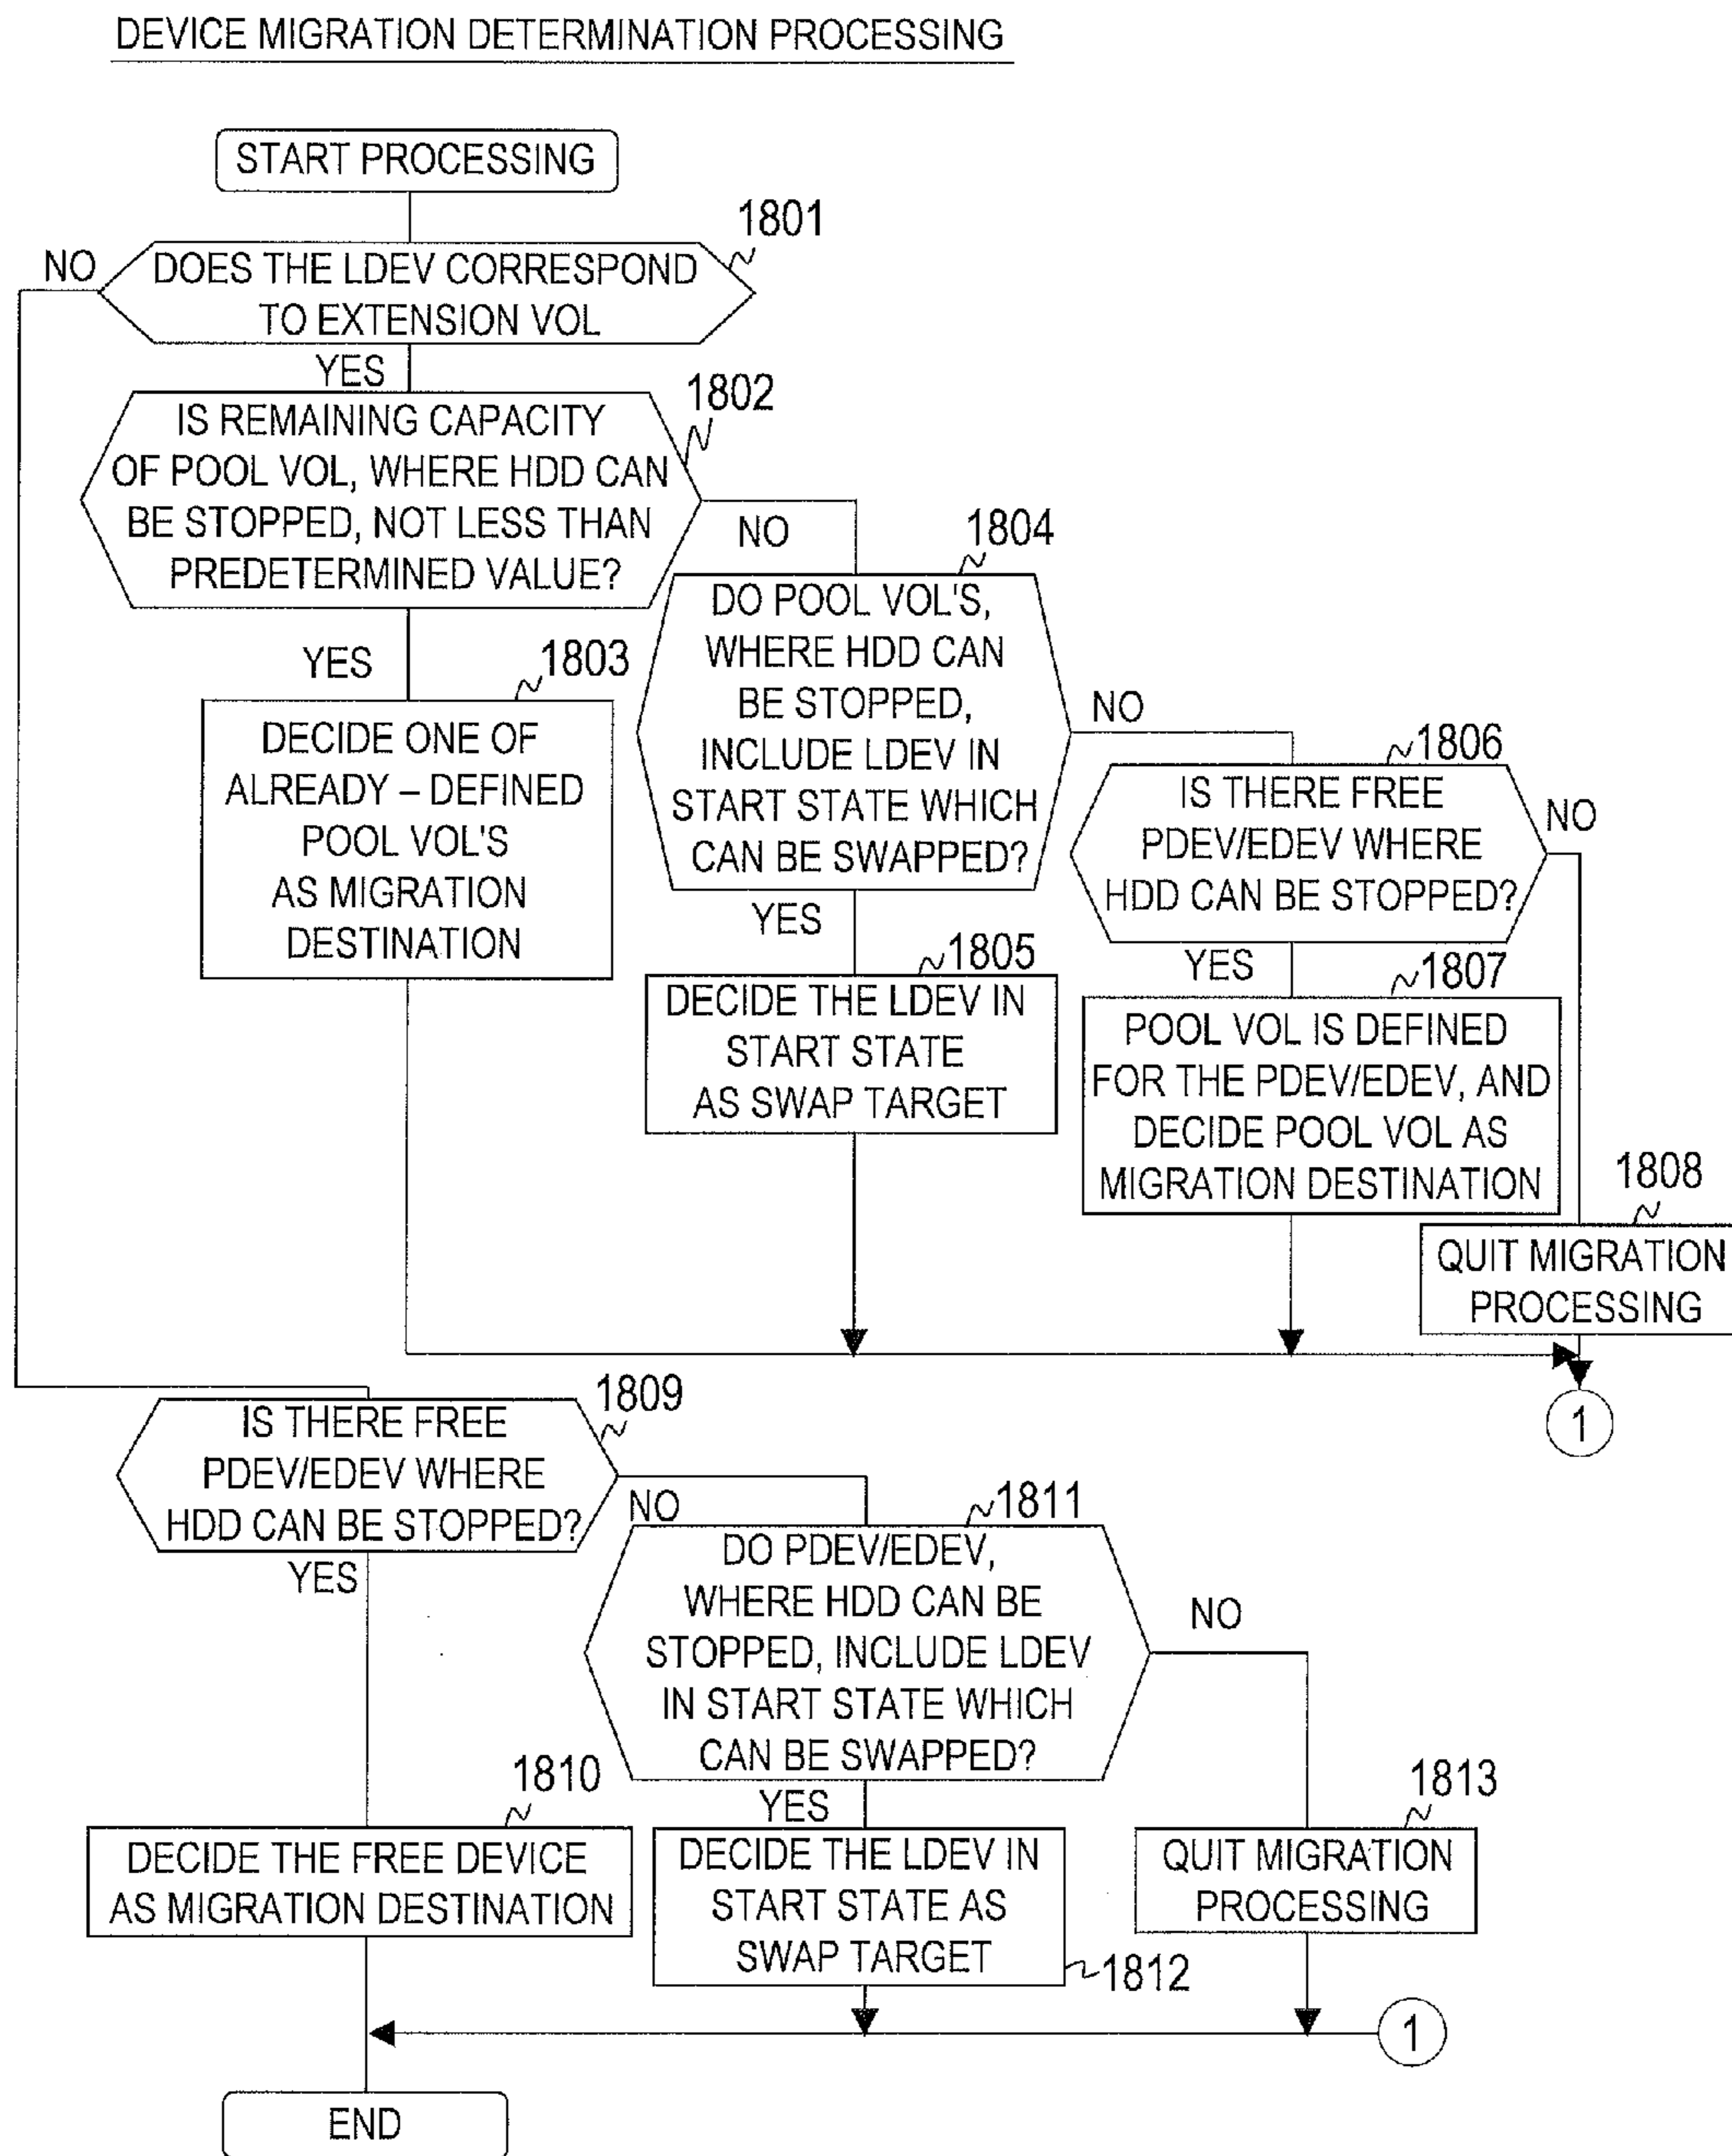 DEVICE MIGRATION DETERMINATION PROCESSING
START PROCESSING
1801
NO
DOES THE LDEV CORRESPOND
TO EXTENSION VOL
YES
1802
IS REMAINING CAPACITY
OF POOL VOL, WHERE HDD CAN
BE STOPPED, NOT LESS THAN
PREDETERMINED VALUE?
NO
1804
DO POOL VOL'S,
WHERE HDD CAN
BE STOPPED,
INCLUDE LDEV IN
START STATE WHICH
CAN BE SWAPPED?
YES
1803
DECIDE ONE OF
ALREADY – DEFINED
POOL VOL'S
AS MIGRATION
DESTINATION
NO
1806
IS THERE FREE
PDEV/EDEV WHERE
HDD CAN BE STOPPED?
NO
YES
1805
DECIDE THE LDEV IN
START STATE
AS SWAP TARGET
YES
1807
POOL VOL IS DEFINED
FOR THE PDEV/EDEV, AND
DECIDE POOL VOL AS
MIGRATION DESTINATION
1808
QUIT MIGRATION
PROCESSING
1
1809
IS THERE FREE
PDEV/EDEV WHERE
HDD CAN BE STOPPED?
NO
YES
1811
DO PDEV/EDEV,
WHERE HDD CAN BE
STOPPED, INCLUDE LDEV
IN START STATE WHICH
CAN BE SWAPPED?
NO
1810
DECIDE THE FREE DEVICE
AS MIGRATION DESTINATION
YES
DECIDE THE LDEV IN
START STATE AS
SWAP TARGET
1812
1813
QUIT MIGRATION
PROCESSING
1
END